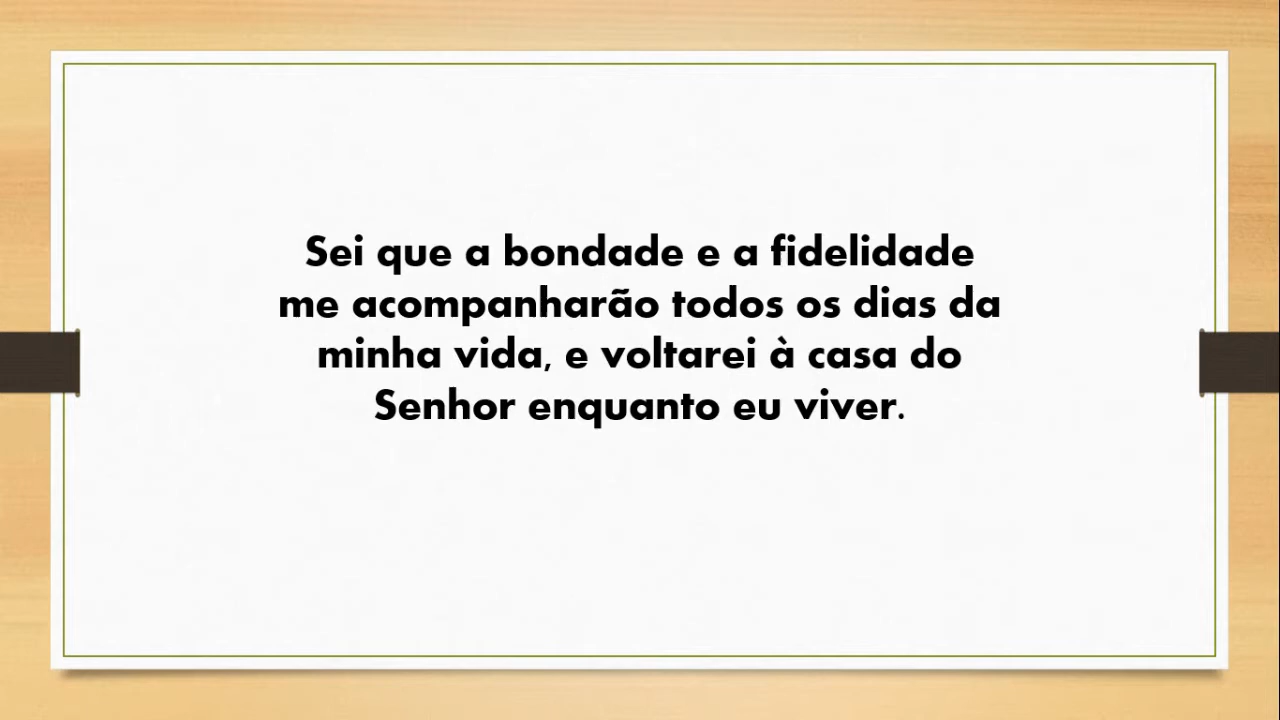 Sei que a bondade e a fidelidade
me acompanharão todos os dias da
minha vida, e voltarei à casa do
Senhor enquanto eu viver.